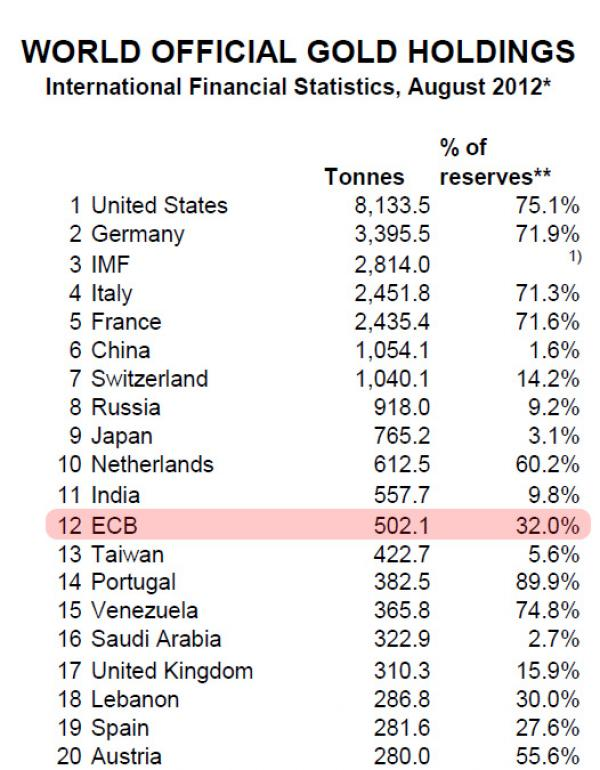 WORLD OFFICIAL GOLD HOLDINGS
International Financial Statistics, August 2012*
% of
Tonnes reserves**
1 United States 8,133.5 75.1%
2 Germany 3,395.5 71.9%
3 IMF 2,814.0 1)
4 Italy 2,451.8 71.3%
5 France 2,435.4 71.6%
6 China 1,054.1 1.6%
7 Switzerland 1,040.1 14.2%
8 Russia 918.0 9.2%
9 Japan 765.2 3.1%
10 Netherlands 612.5 60.2%
11 India 557.7 9.8%
12 ECB 502.1 32.0%
13 Taiwan 422.7 5.6%
14 Portugal 382.5 89.9%
15 Venezuela 365.8 74.8%
16 Saudi Arabia 322.9 2.7%
17 United Kingdom 310.3 15.9%
18 Lebanon 286.8 30.0%
19 Spain 281.6 27.6%
20 Austria 280.0 55.6%